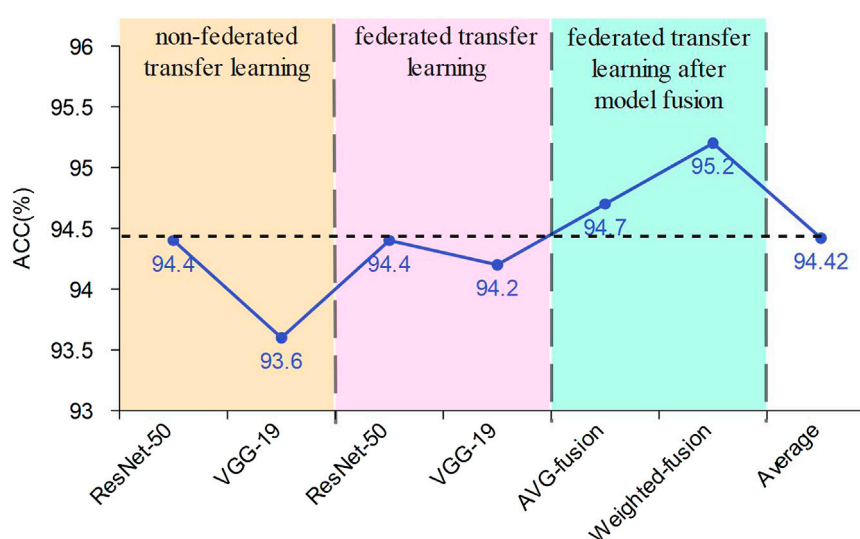 non-federated
transfer learning
federated transfer
learning
federated transfer
learning after
model fusion
96
95.5
95
94.5
94
93.5
93
ACC(%)
94.4
93.6
94.4
94.2
94.7
95.2
94.42
ResNet-50
VGG-19
ResNet-50
VGG-19
AVG-fusion
Weighted-fusion
Average